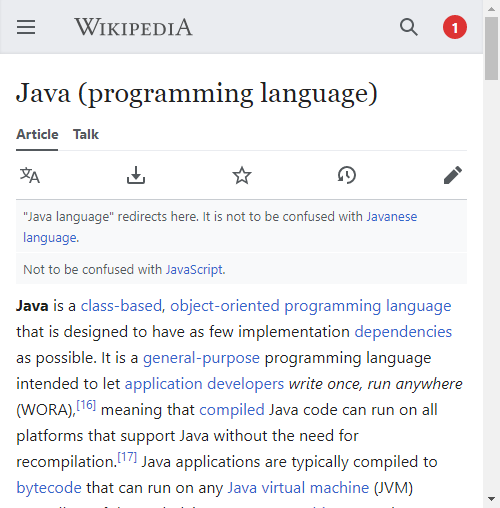 WIKIPEDIA
1
Java (programming language)
Article Talk
"Java language" redirects here. It is not to be confused with Javanese
language.
Not to be confused with JavaScript.
Java is a class-based, object-oriented programming language
that is designed to have as few implementation dependencies
as possible. It is a general-purpose programming language
intended to let application developers write once, run anywhere
(WORA),[16] meaning that compiled Java code can run on all
platforms that support Java without the need for
recompilation.[17] Java applications are typically compiled to
bytecode that can run on any Java virtual machine (JVM)